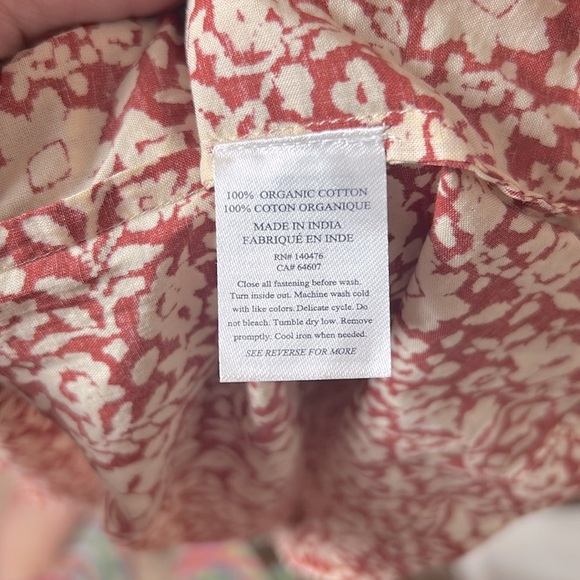 100% ORGANIC COTTON
100% COTON ORGANIQUE
MADE IN INDIA
FABRIQUÉ EN INDE
RN# 140476
CA# 64607
Close all fastening before wash.
Turn inside out. Machine wash cold
with like colors. Delicate cycle. Do
not bleach. Tumble dry low. Remove
promptly. Cool iron when needed.
SEE REVERSE FOR MORE